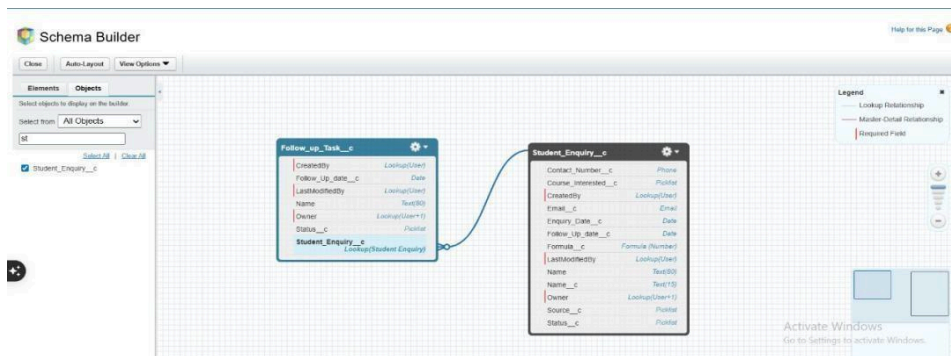 Schema Builder
Help for this Page
Close
Auto-Layout
View Options
Elements
Objects
Select objects to display on the builder.
Select from
All Objects
st
Select All | Clear All
Student_Enquiry__c
Follow_up_Task__c
CreatedBy Lookup(User)
Follow_Up_date__c Date
LastModifiedBy Lookup(User)
Name Text(80)
Owner Lookup(User+1)
Status__c Picklist
Student_Enquiry__c
Lookup(Student Enquiry)
Student_Enquiry__c
Contact_Number__c Phone
Course_Interested__c Picklist
CreatedBy Lookup(User)
Email__c Email
Enquiry_Date__c Date
Follow_Up_date__c Date
Formula__c Formula (Number)
LastModifiedBy Lookup(User)
Name Text(80)
Name__c Text(15)
Owner Lookup(User+1)
Source__c Picklist
Status__c Picklist
Legend
Lookup Relationship
Master-Detail Relationship
Required Field
Activate Windows
Go to Settings to activate Windows.